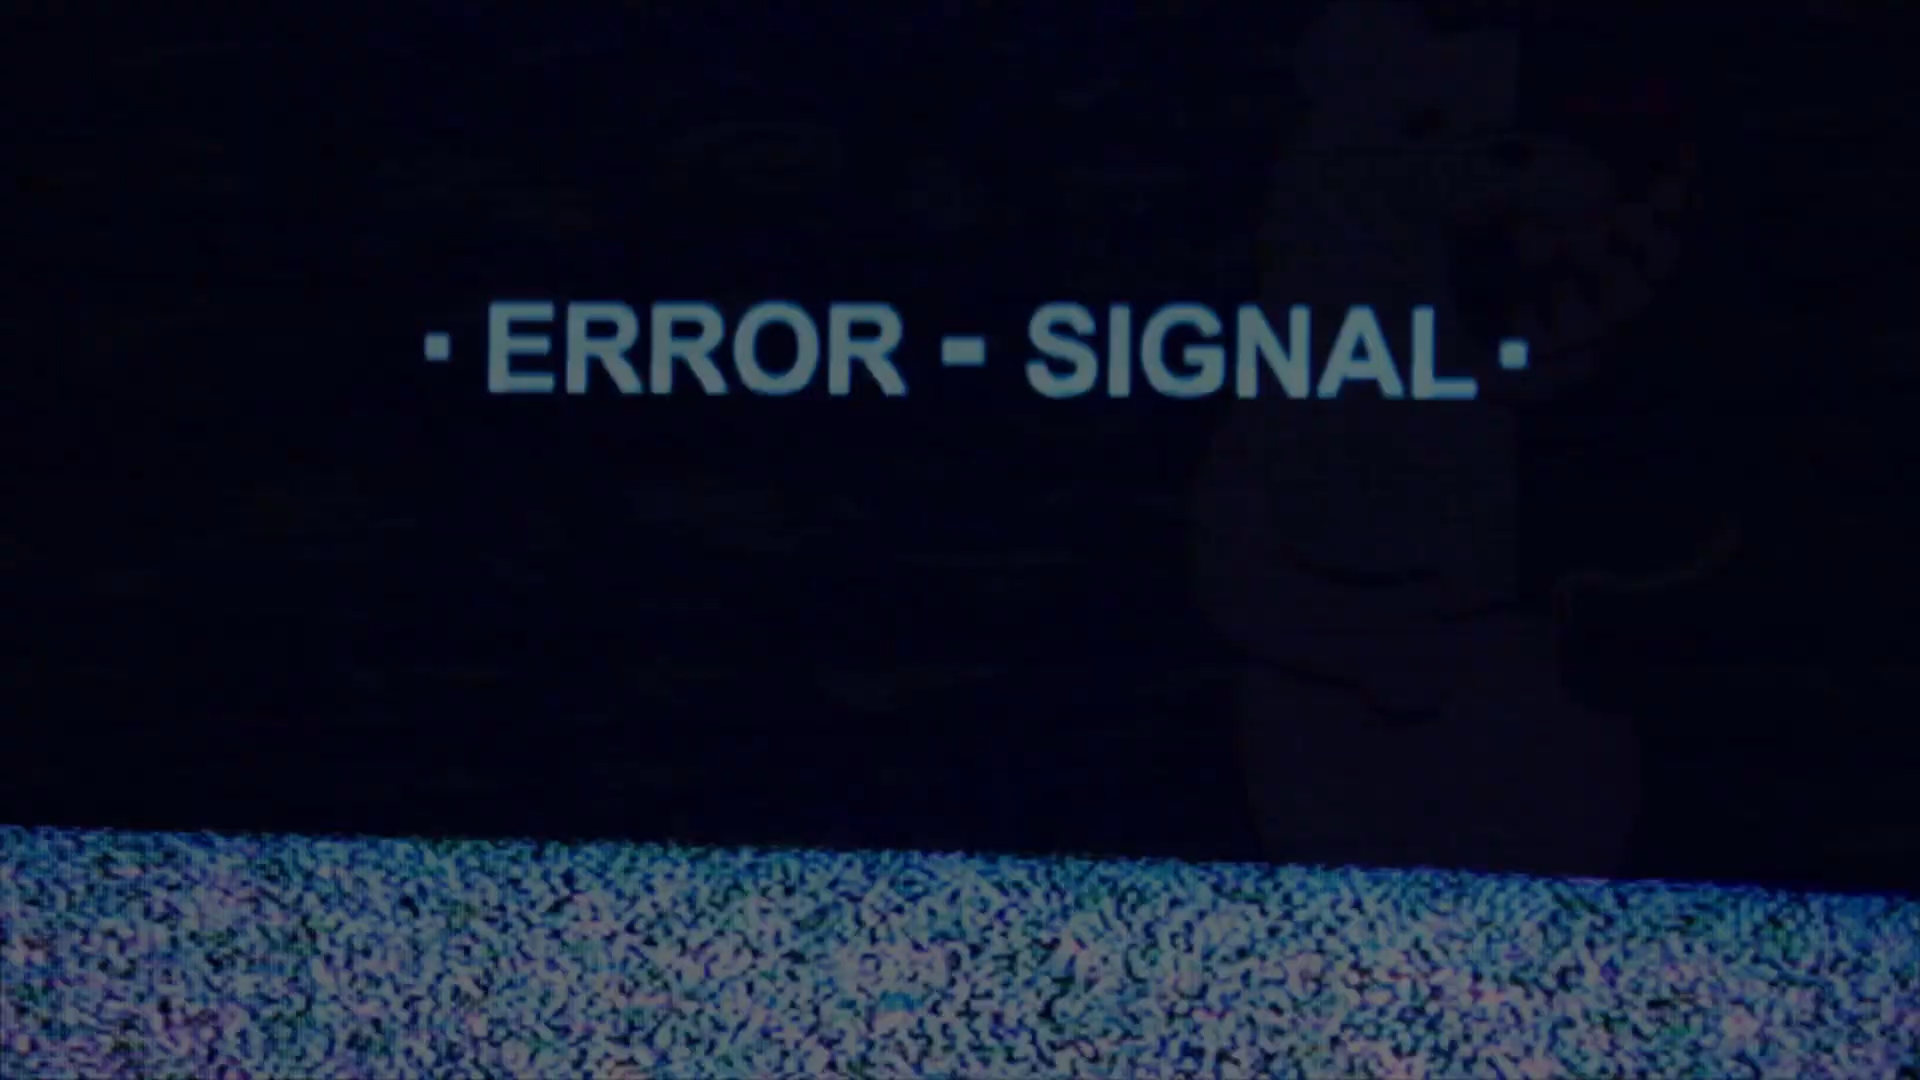 · ERROR - SIGNAL ·